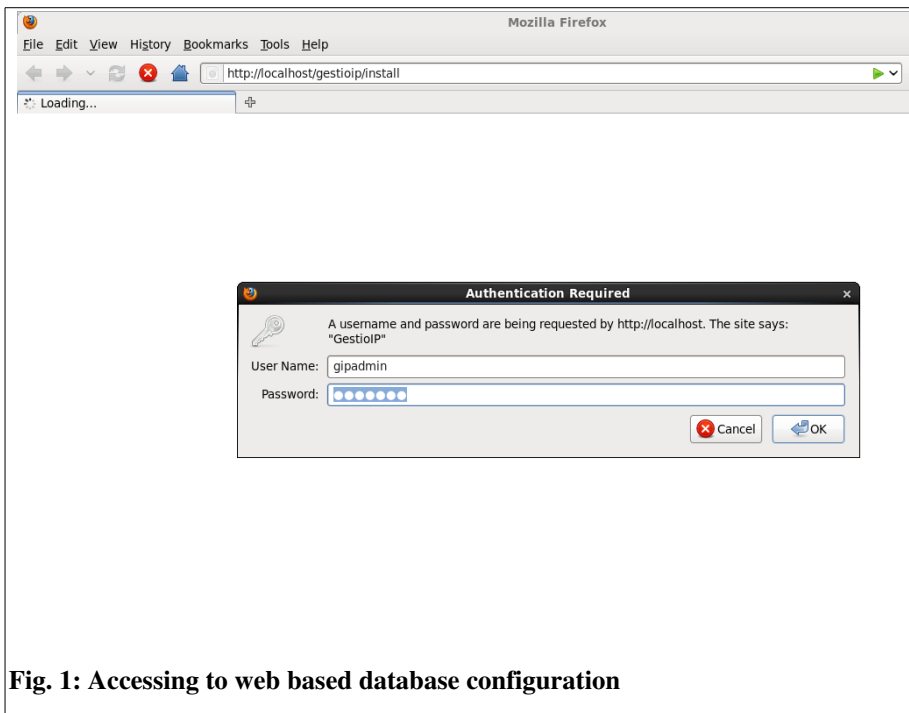 Mozilla Firefox
File Edit View History Bookmarks Tools Help
http://localhost/gestioip/install
Loading...
Authentication Required
A username and password are being requested by http://localhost. The site says:
"GestioIP"
User Name: gipadmin
Password: ●●●●●●●
Cancel OK
Fig. 1: Accessing to web based database configuration